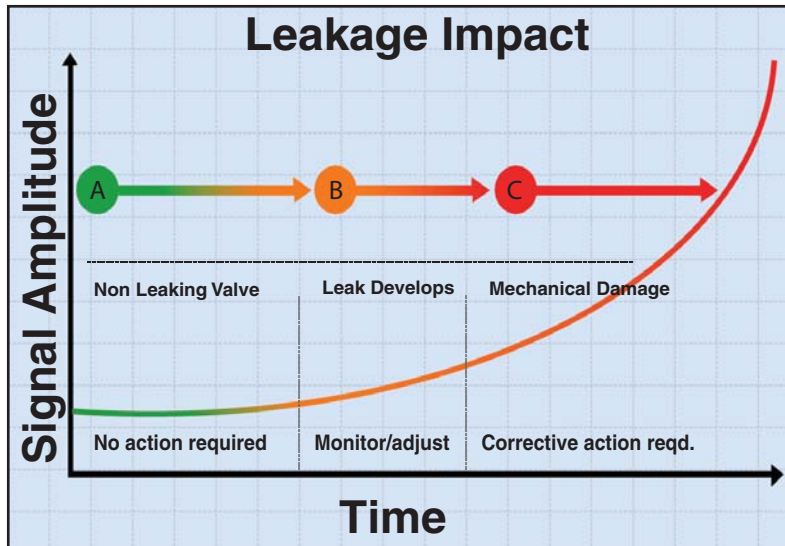 Leakage Impact
Signal Amplitude
A
B
C
Non Leaking Valve
Leak Develops
Mechanical Damage
No action required
Monitor/adjust
Corrective action reqd.
Time